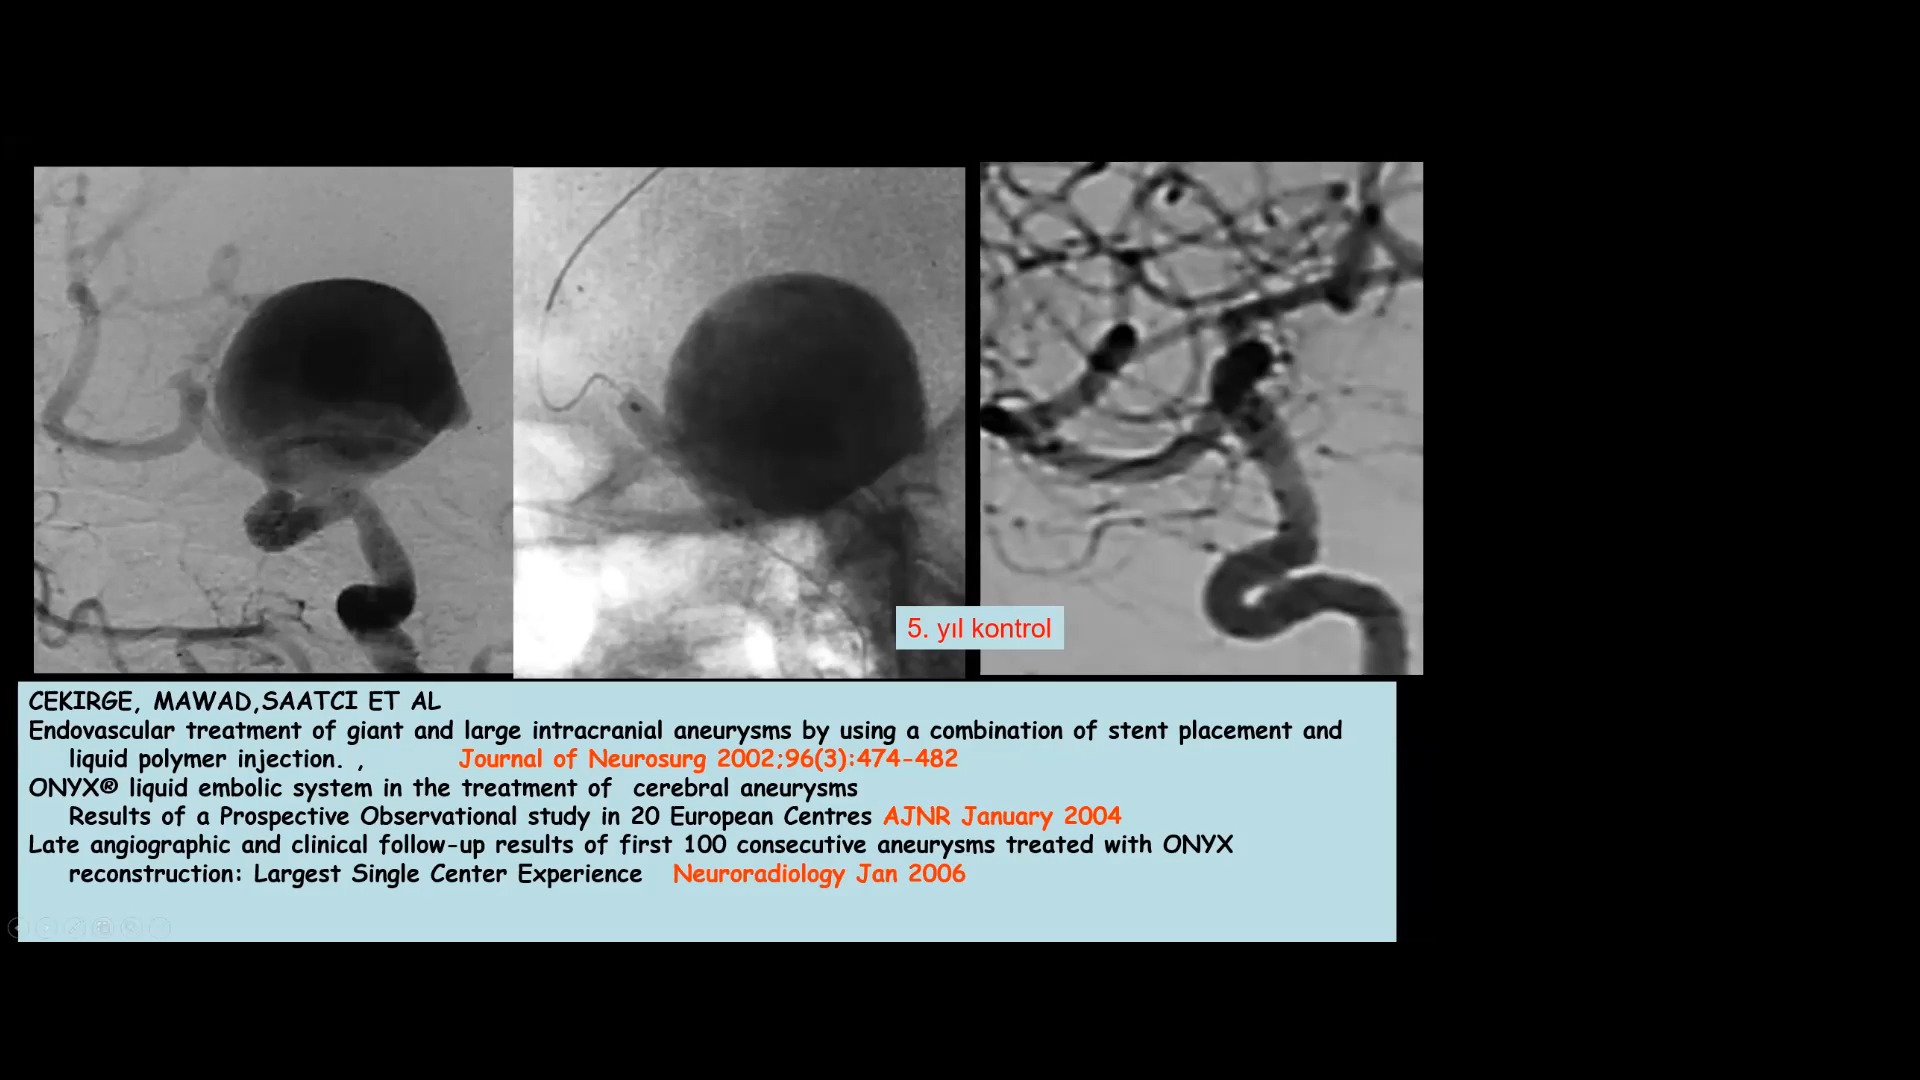 5. yıl kontrol
CEKIRGE, MAWAD,SAATCI ET AL
Endovascular treatment of giant and large intracranial aneurysms by using a combination of stent placement and
liquid polymer injection. , Journal of Neurosurg 2002;96(3):474-482
ONYX® liquid embolic system in the treatment of cerebral aneurysms
Results of a Prospective Observational study in 20 European Centres AJNR January 2004
Late angiographic and clinical follow-up results of first 100 consecutive aneurysms treated with ONYX
reconstruction: Largest Single Center Experience Neuroradiology Jan 2006